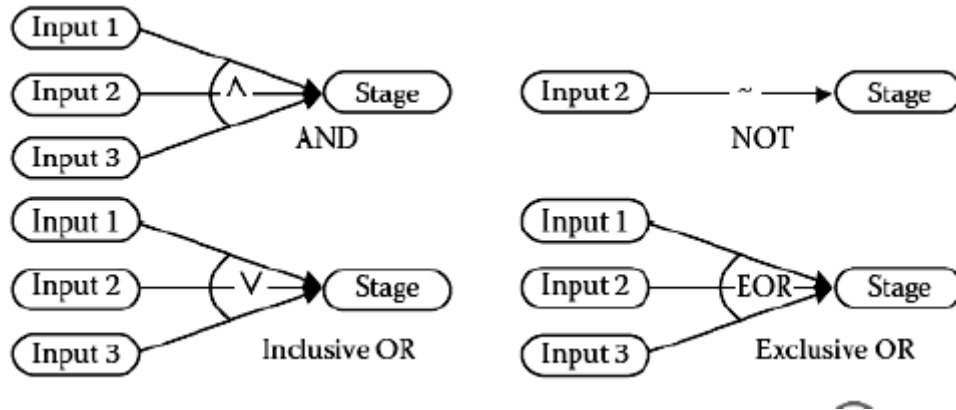 Input 1
Input 2
Input 3
∧
Stage
AND
Input 2
~
Stage
NOT
Input 1
Input 2
Input 3
∨
Stage
Inclusive OR
Input 1
Input 2
Input 3
EOR
Stage
Exclusive OR